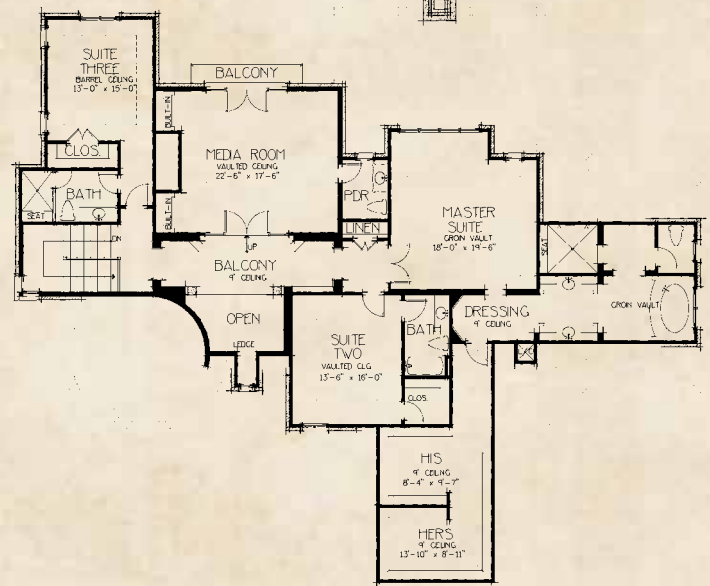 SUITE
THREE
BARREL CEILING
13'-0" x 15'-0"
CLOS.
BATH
SEAT
DN
BALCONY
BUILT-IN
MEDIA ROOM
VAULTED CEILING
22'-6" x 17'-6"
BUILT-IN
UP
BALCONY
9' CEILING
OPEN
LEDGE
PDR
LINEN
MASTER
SUITE
GROIN VAULT
18'-0" x 19'-6"
SEAT
GROIN VAULT
DRESSING
9' CEILING
BATH
SUITE
TWO
VAULTED CLG
13'-6" x 16'-0"
CLOS.
HIS
9' CEILING
8'-4" x 9'-7"
HERS
9' CEILING
13'-10" x 8'-11"